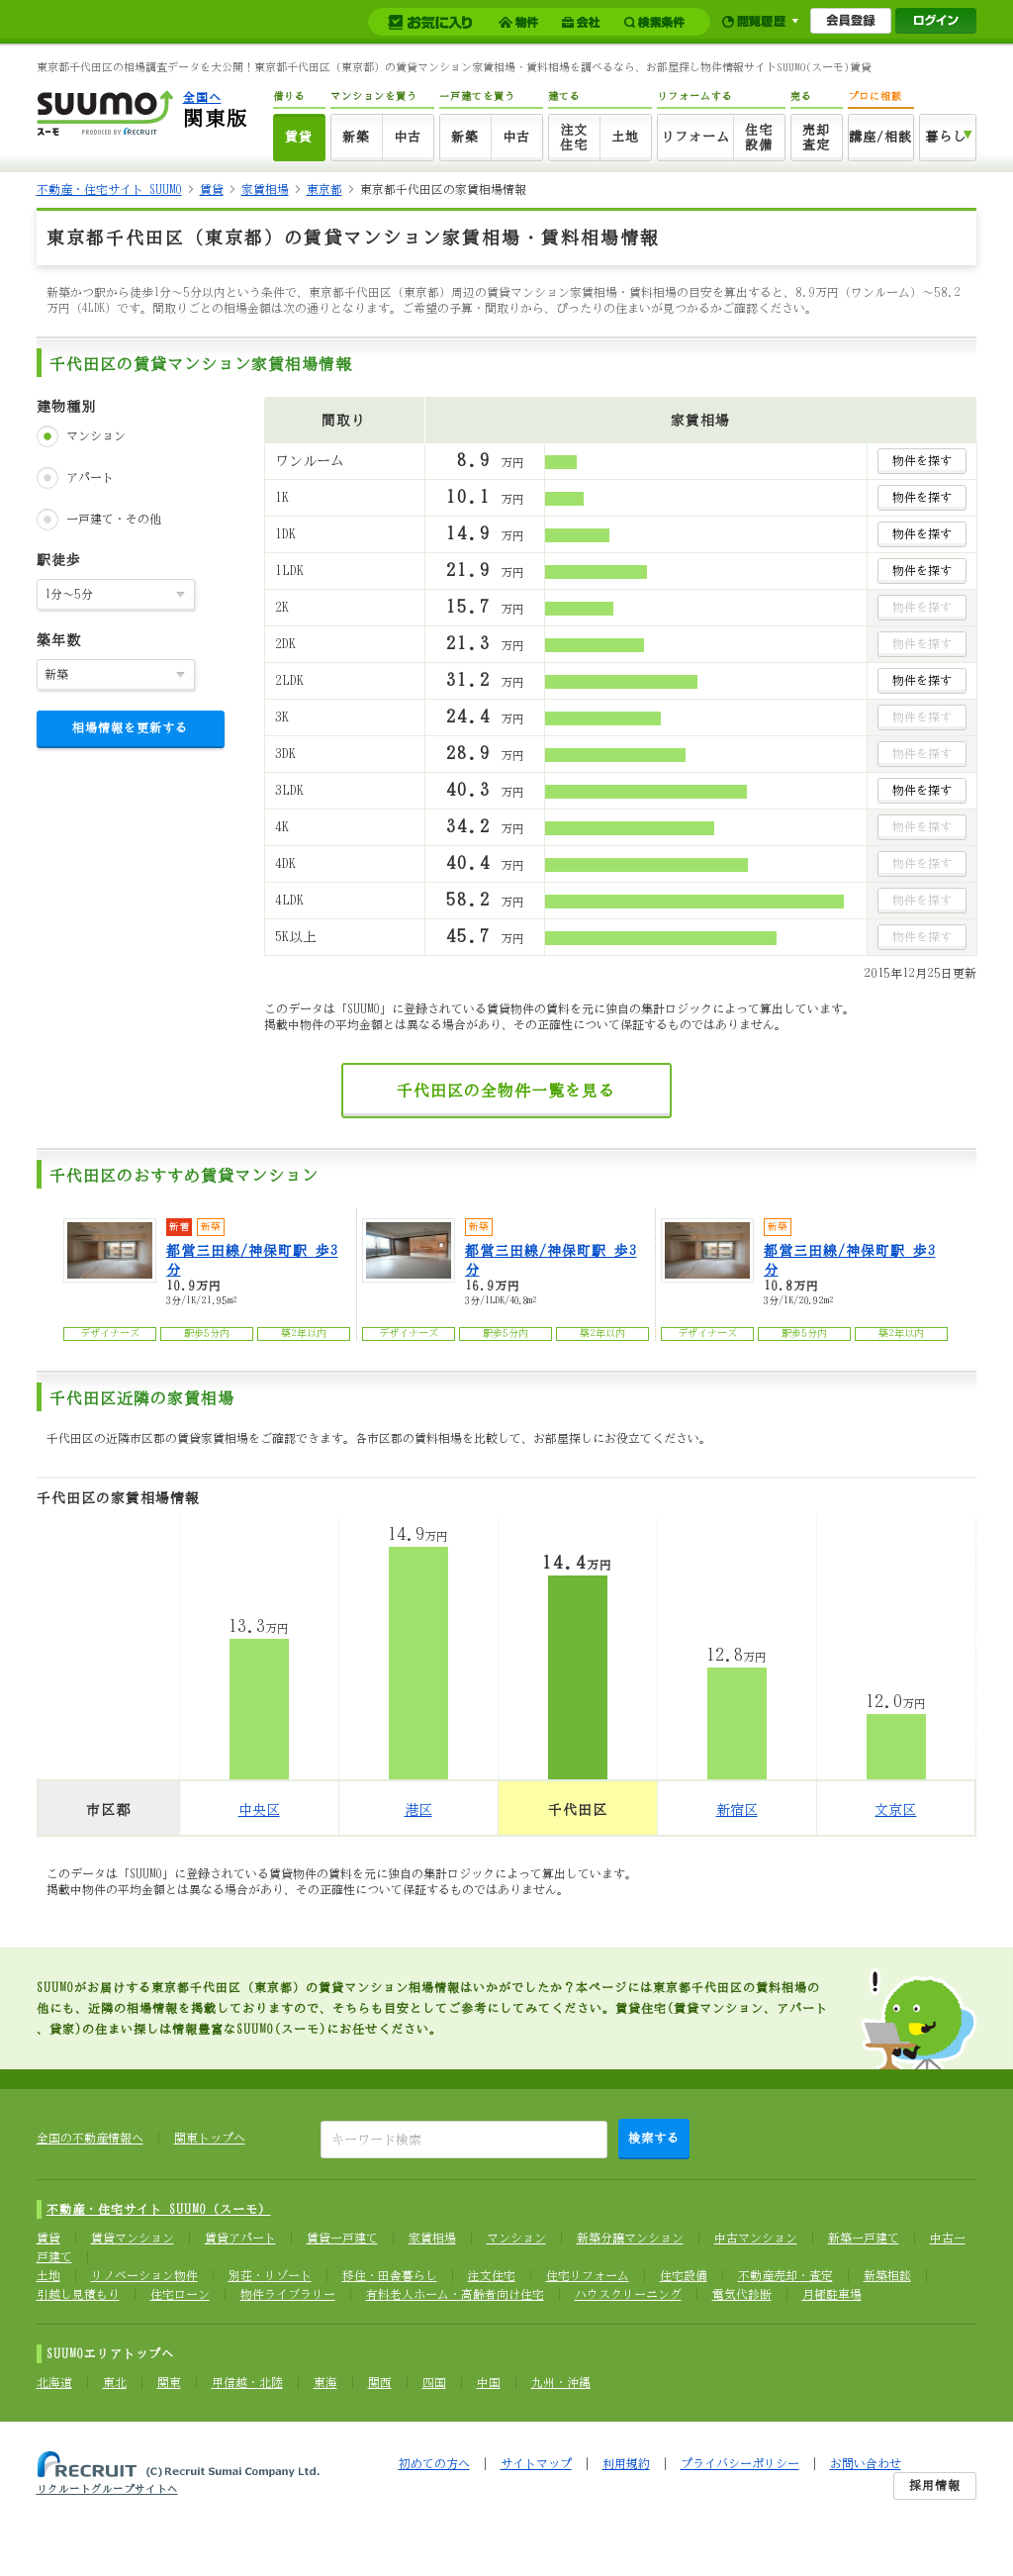 お気に入り 物件 会社 検索条件 閲覧履歴 会員登録 ログイン
東京都千代田区の相場調査データを大公開！東京都千代田区（東京都）の賃貸マンション家賃相場・賃料相場を調べるなら、お部屋探し物件情報サイトSUUMO(スーモ)賃貸
SUUMO
スーモ PRODUCED BY RECRUIT
全国へ
関東版
借りる マンションを買う 一戸建てを買う 建てる リフォームする 売る プロに相談
賃貸 新築 中古 新築 中古 注文住宅 土地 リフォーム 住宅設備 売却査定 講座/相談 暮らし
不動産・住宅サイト SUUMO > 賃貸 > 家賃相場 > 東京都 > 東京都千代田区の家賃相場情報
東京都千代田区（東京都）の賃貸マンション家賃相場・賃料相場情報
新築かつ駅から徒歩1分～5分以内という条件で、東京都千代田区（東京都）周辺の賃貸マンション家賃相場・賃料相場の目安を算出すると、8.9万円（ワンルーム）～58.2
万円（4LDK）です。間取りごとの相場金額は次の通りとなります。ご希望の予算・間取りから、ぴったりの住まいが見つかるかご確認ください。
千代田区の賃貸マンション家賃相場情報
建物種別
マンション
アパート
一戸建て・その他
駅徒歩
1分～5分
築年数
新築
相場情報を更新する
間取り 家賃相場
ワンルーム 8.9 万円 物件を探す
1K 10.1 万円 物件を探す
1DK 14.9 万円 物件を探す
1LDK 21.9 万円 物件を探す
2K 15.7 万円 物件を探す
2DK 21.3 万円 物件を探す
2LDK 31.2 万円 物件を探す
3K 24.4 万円 物件を探す
3DK 28.9 万円 物件を探す
3LDK 40.3 万円 物件を探す
4K 34.2 万円 物件を探す
4DK 40.4 万円 物件を探す
4LDK 58.2 万円 物件を探す
5K以上 45.7 万円 物件を探す
2015年12月25日更新
このデータは「SUUMO」に登録されている賃貸物件の賃料を元に独自の集計ロジックによって算出しています。
掲載中物件の平均金額とは異なる場合があり、その正確性について保証するものではありません。
千代田区の全物件一覧を見る
千代田区のおすすめ賃貸マンション
新着 新築
都営三田線/神保町駅 歩3
分
10.9万円
3分/1K/21.95m2
デザイナーズ 駅歩5分内 築2年以内
新築
都営三田線/神保町駅 歩3
分
16.9万円
3分/1LDK/40.8m2
デザイナーズ 駅歩5分内 築2年以内
新築
都営三田線/神保町駅 歩3
分
10.8万円
3分/1K/20.92m2
デザイナーズ 駅歩5分内 築2年以内
千代田区近隣の家賃相場
千代田区の近隣市区郡の賃貸家賃相場をご確認できます。各市区郡の賃料相場を比較して、お部屋探しにお役立てください。
千代田区の家賃相場情報
13.3万円 14.9万円 14.4万円 12.8万円 12.0万円
市区郡 中央区 港区 千代田区 新宿区 文京区
このデータは「SUUMO」に登録されている賃貸物件の賃料を元に独自の集計ロジックによって算出しています。
掲載中物件の平均金額とは異なる場合があり、その正確性について保証するものではありません。
SUUMOがお届けする東京都千代田区（東京都）の賃貸マンション相場情報はいかがでしたか？本ページには東京都千代田区の賃料相場の
他にも、近隣の相場情報を掲載しておりますので、そちらも目安としてご参考にしてみてください。賃貸住宅(賃貸マンション、アパート
、貸家)の住まい探しは情報豊富なSUUMO(スーモ)にお任せください。
全国の不動産情報へ 関東トップへ キーワード検索 検索する
不動産・住宅サイト SUUMO（スーモ）
賃貸 賃貸マンション 賃貸アパート 賃貸一戸建て 家賃相場 マンション 新築分譲マンション 中古マンション 新築一戸建て 中古一
戸建て
土地 リノベーション物件 別荘・リゾート 移住・田舎暮らし 注文住宅 住宅リフォーム 住宅設備 不動産売却・査定 新築相談
引越し見積もり 住宅ローン 物件ライブラリー 有料老人ホーム・高齢者向け住宅 ハウスクリーニング 電気代診断 月極駐車場
SUUMOエリアトップへ
北海道 東北 関東 甲信越・北陸 東海 関西 四国 中国 九州・沖縄
RECRUIT (C) Recruit Sumai Company Ltd.
リクルートグループサイトへ
初めての方へ | サイトマップ | 利用規約 | プライバシーポリシー | お問い合わせ
採用情報